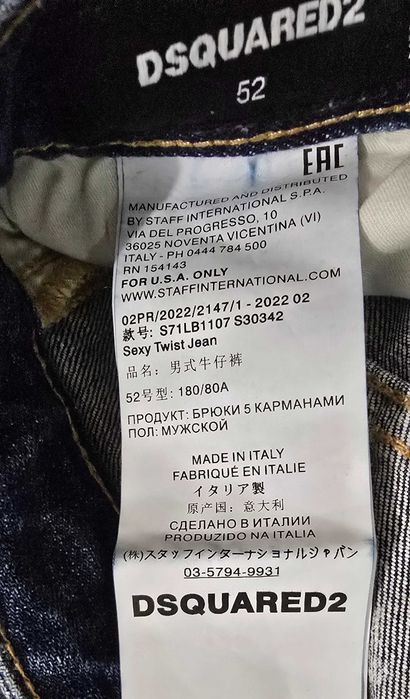 DSQUARED2
52
EAC
MANUFACTURED AND DISTRIBUTED
BY STAFF INTERNATIONAL S.P.A.
VIA DEL PROGRESSO, 10
36025 NOVENTA VICENTINA (VI)
ITALY - PH 0444 784 500
RN 154143
FOR U.S.A. ONLY
WWW.STAFFINTERNATIONAL.COM
02PR/2022/2147/1 - 2022 02
款号: S71LB1107 S30342
Sexy Twist Jean
品名: 男式牛仔裤
52号型: 180/80A
ПРОДУКТ: БРЮКИ 5 КАРМАНАМИ
ПОЛ: МУЖСКОЙ
MADE IN ITALY
FABRIQUÉ EN ITALIE
イタリア製
原产国: 意大利
СДЕЛАНО В ИТАЛИИ
PRODUZIDO NA ITALIA
(株)スタッフインターナショナルジャパン
03-5794-9931
DSQUARED2